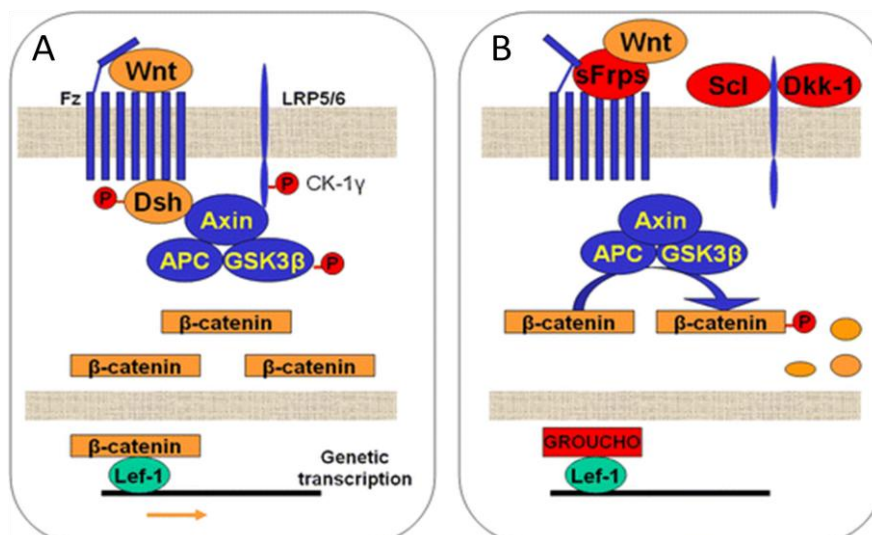 A
Wnt
Fz
LRP5/6
P
CK-1γ
P
Dsh
Axin
APC
GSK3β
P
β-catenin
β-catenin
β-catenin
β-catenin
Lef-1
Genetic
transcription
B
Wnt
sFrps
Scl
Dkk-1
Axin
APC
GSK3β
β-catenin
β-catenin
P
GROUCHO
Lef-1